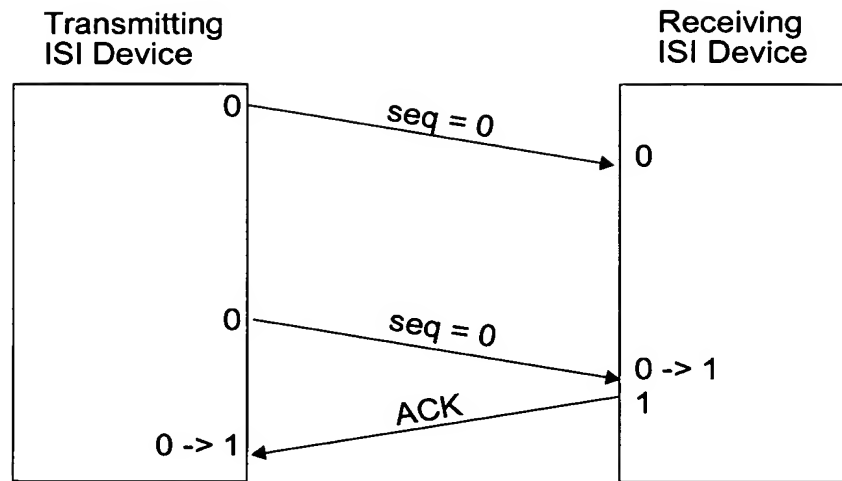 Transmitting
ISI Device
Receiving
ISI Device
0
seq = 0
0
0
seq = 0
0 -> 1
1
ACK
0 -> 1